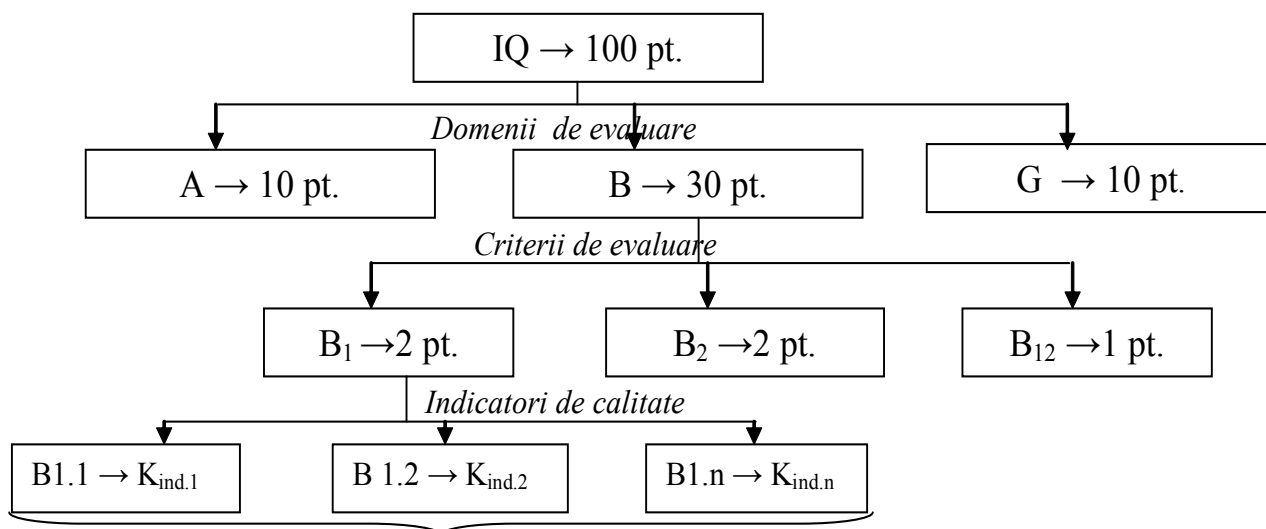 IQ → 100 pt.
Domenii de evaluare
A → 10 pt.
B → 30 pt.
G → 10 pt.
Criterii de evaluare
B₁ →2 pt.
B₂ →2 pt.
B₁₂ →1 pt.
Indicatori de calitate
B1.1 → Kind.1
B 1.2 → Kind.2
B1.n → Kind.n